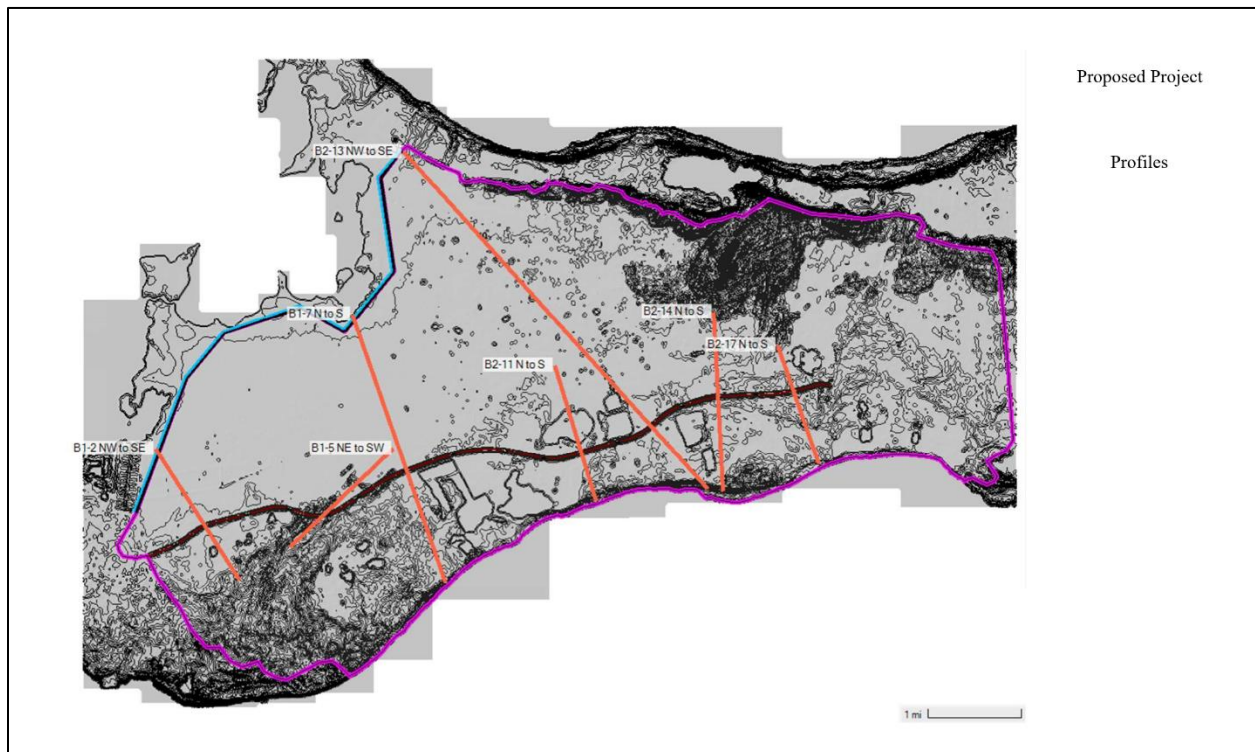 Proposed Project
Profiles
B2-13 NW to SE
B1-7 N to S
B2-14 N to S
B2-17 N to S
B2-11 N to S
B1-2 NW to SE
B1-5 NE to SW
1 mi